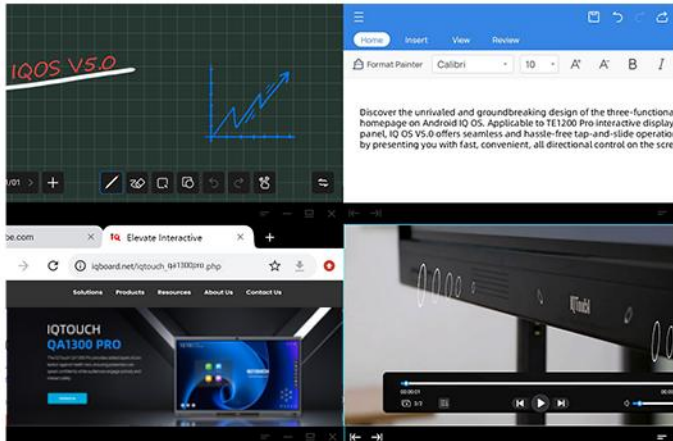 IQOS V5.0
1/01
Home Insert View Review
Format Painter Calibri 10 A+ A- B I
Discover the unrivaled and groundbreaking design of the three-functiona
homepage on Android IQ OS. Applicable to TE1200 Pro interactive display
panel, IQ OS V5.0 offers seamless and hassle-free tap-and-slide operatio
by presenting you with fast, convenient, all directional control on the scre
be.com
IQ Elevate Interactive
iqboard.net/iqtouch_qa1300pro.php
Solutions Products Resources About Us Contact Us
IQTOUCH
QA1300 PRO
IQTouch
00:00:01
3/3